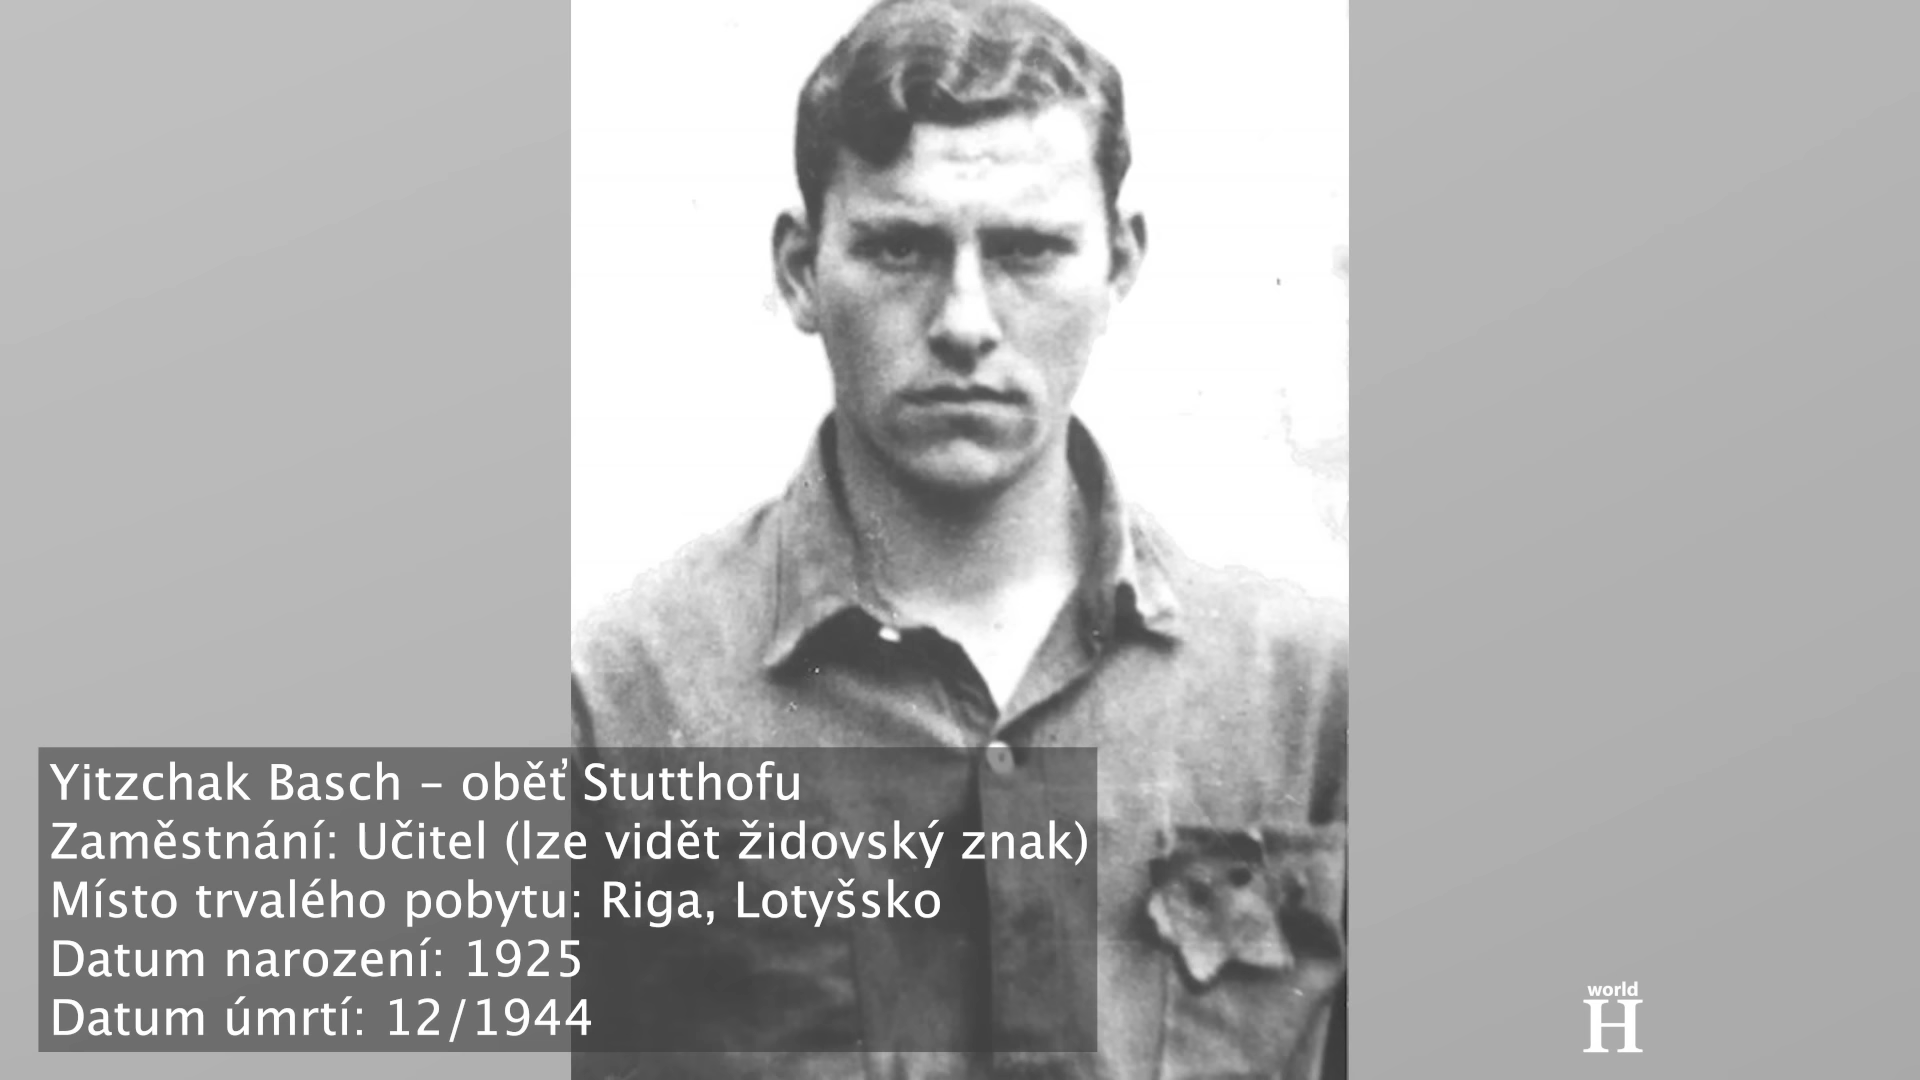 Yitzchak Basch – oběť Stutthofu
Zaměstnání: Učitel (lze vidět židovský znak)
Místo trvalého pobytu: Riga, Lotyšsko
Datum narození: 1925
Datum úmrtí: 12/1944
world
H